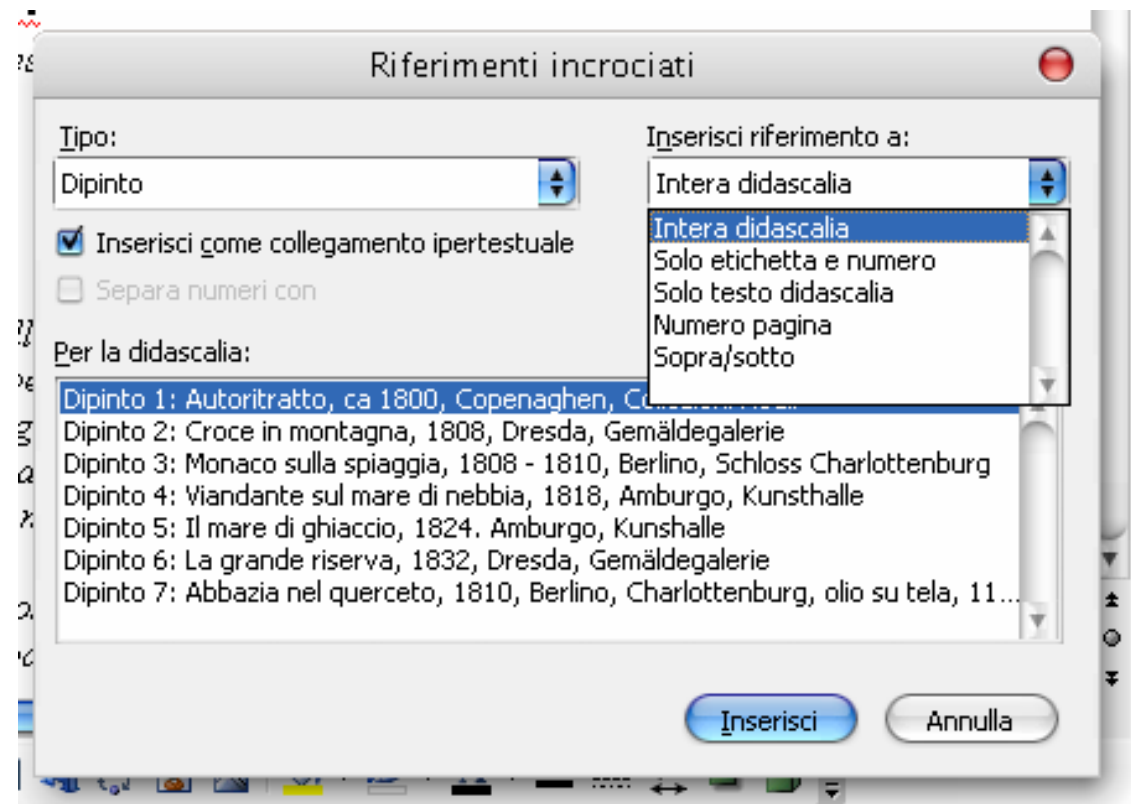 Riferimenti incrociati
Tipo:
Dipinto
Inserisci come collegamento ipertestuale
Separa numeri con
Inserisci riferimento a:
Intera didascalia
Intera didascalia
Solo etichetta e numero
Solo testo didascalia
Numero pagina
Sopra/sotto
Per la didascalia:
Dipinto 1: Autoritratto, ca 1800, Copenaghen,
Dipinto 2: Croce in montagna, 1808, Dresda, Gemäldegalerie
Dipinto 3: Monaco sulla spiaggia, 1808 - 1810, Berlino, Schloss Charlottenburg
Dipinto 4: Viandante sul mare di nebbia, 1818, Amburgo, Kunsthalle
Dipinto 5: Il mare di ghiaccio, 1824. Amburgo, Kunshalle
Dipinto 6: La grande riserva, 1832, Dresda, Gemäldegalerie
Dipinto 7: Abbazia nel querceto, 1810, Berlino, Charlottenburg, olio su tela, 11...
Inserisci
Annulla